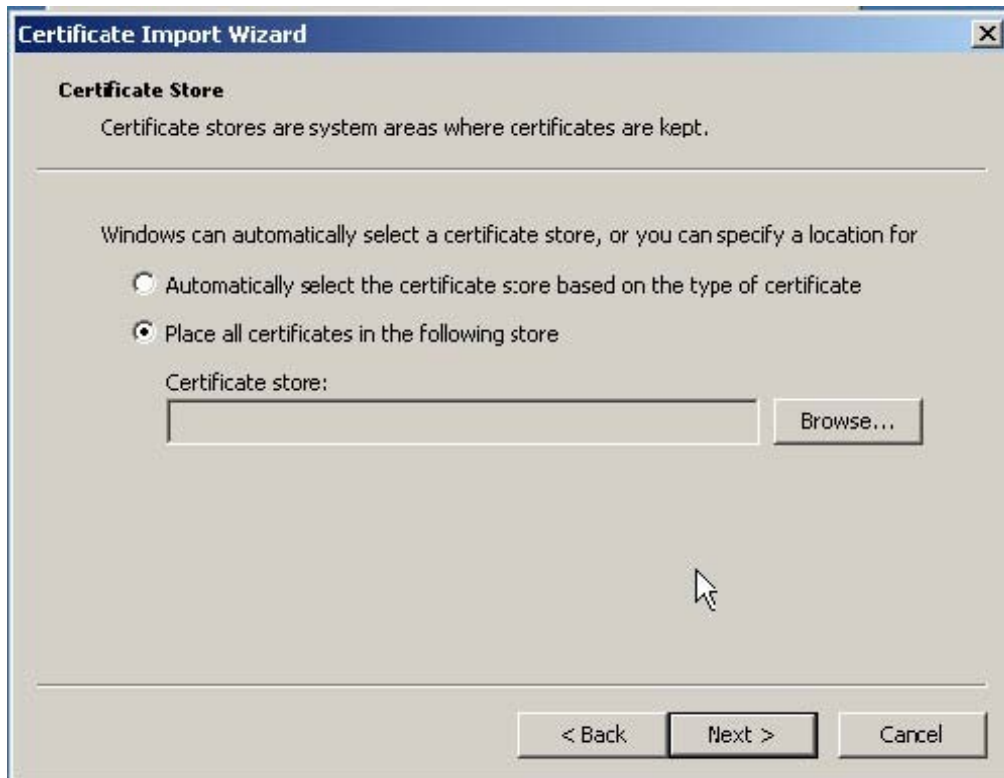 Certificate Import Wizard
Certificate Store
Certificate stores are system areas where certificates are kept.
Windows can automatically select a certificate store, or you can specify a location for
Automatically select the certificate store based on the type of certificate
Place all certificates in the following store
Certificate store:
Browse...
< Back Next > Cancel